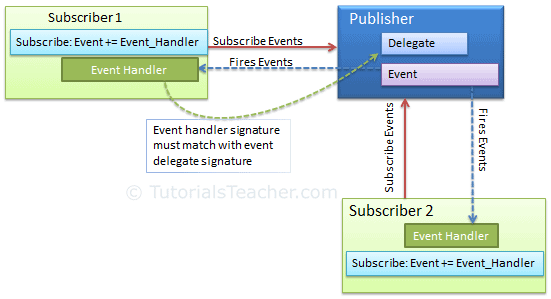 Subscriber 1
Subscribe: Event += Event_Handler
Event Handler
Subscribe Events
Fires Events
Publisher
Delegate
Event
Event handler signature
must match with event
delegate signature
Subscribe Events
Fires Events
© TutorialsTeacher.com
Subscriber 2
Event Handler
Subscribe: Event += Event_Handler